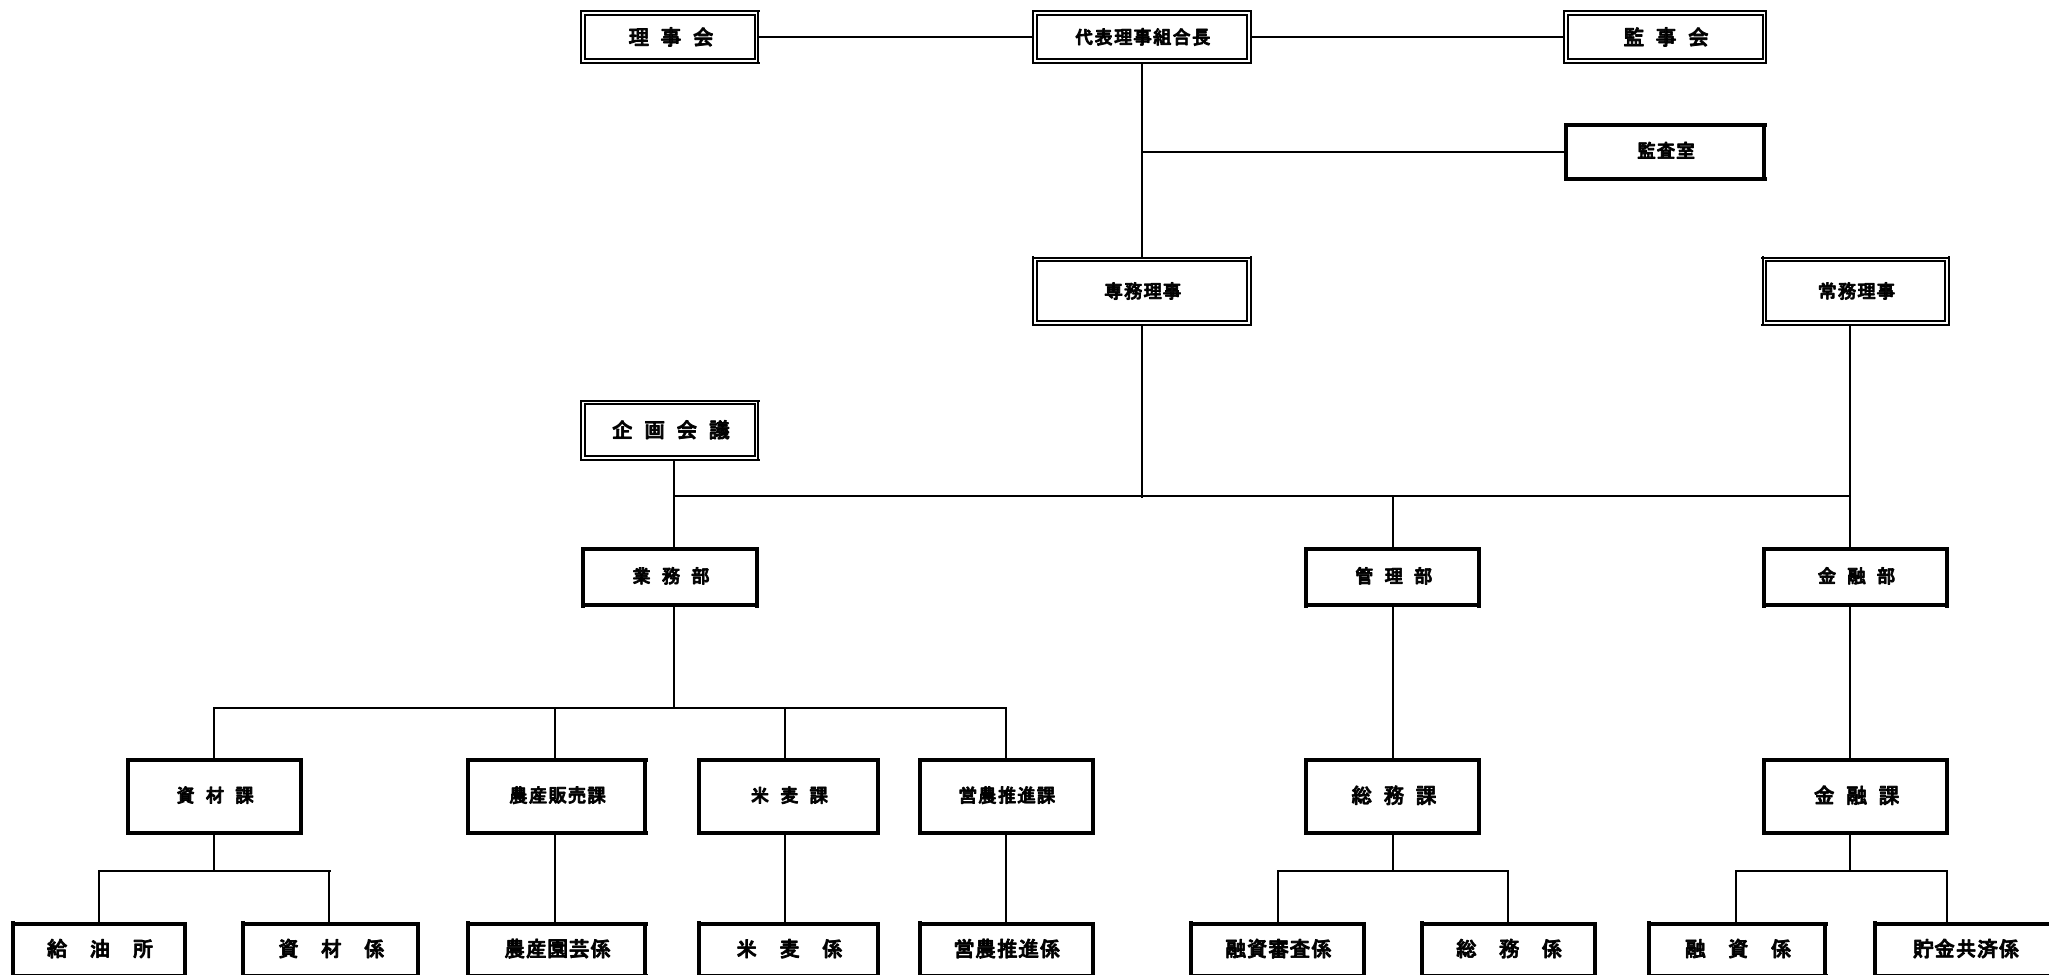 理事会
代表理事組合長
監事会
監査室
専務理事
常務理事
企画会議
業務部
管理部
金融部
資材課
農産販売課
米麦課
営農推進課
総務課
金融課
給油所
資材係
農産園芸係
米麦係
営農推進係
融資審査係
総務係
融資係
貯金共済係